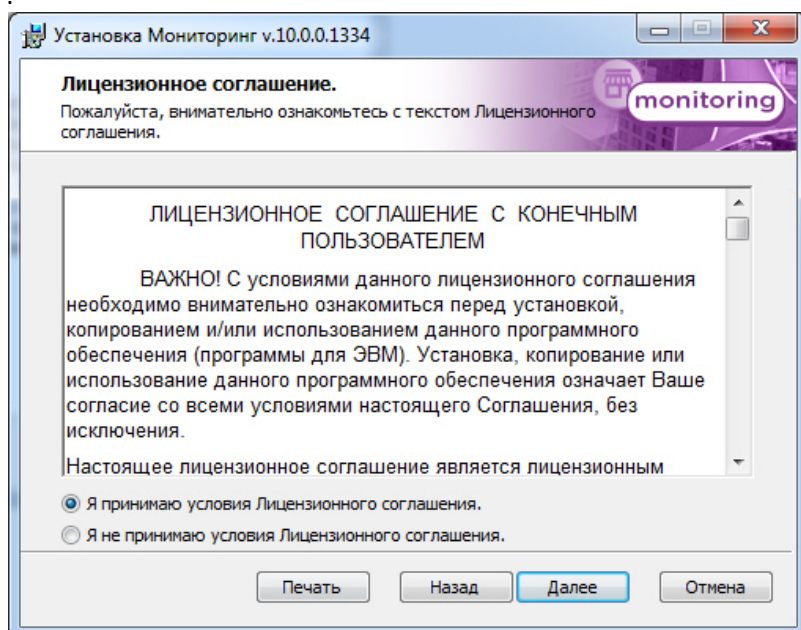 Установка Мониторинг v.10.0.0.1334
Лицензионное соглашение.
Пожалуйста, внимательно ознакомьтесь с текстом Лицензионного
соглашения.
monitoring
ЛИЦЕНЗИОННОЕ СОГЛАШЕНИЕ С КОНЕЧНЫМ
ПОЛЬЗОВАТЕЛЕМ
ВАЖНО! С условиями данного лицензионного соглашения
необходимо внимательно ознакомиться перед установкой,
копированием и/или использованием данного программного
обеспечения (программы для ЭВМ). Установка, копирование или
использование данного программного обеспечения означает Ваше
согласие со всеми условиями настоящего Соглашения, без
исключения.
Настоящее лицензионное соглашение является лицензионным
Я принимаю условия Лицензионного соглашения.
Я не принимаю условия Лицензионного соглашения.
Печать Назад Далее Отмена